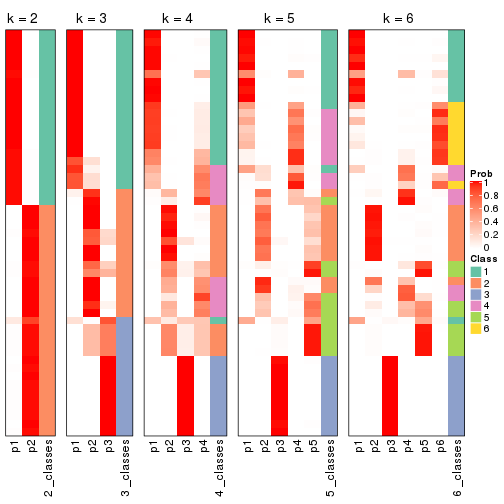 k = 2
k = 3
k = 4
k = 5
k = 6
Prob
1
0.8
0.6
0.4
0.2
0
Class
1
2
3
4
5
6
p1
p2
2_classes
p1
p2
p3
3_classes
p1
p2
p3
p4
4_classes
p1
p2
p3
p4
p5
5_classes
p1
p2
p3
p4
p5
p6
6_classes